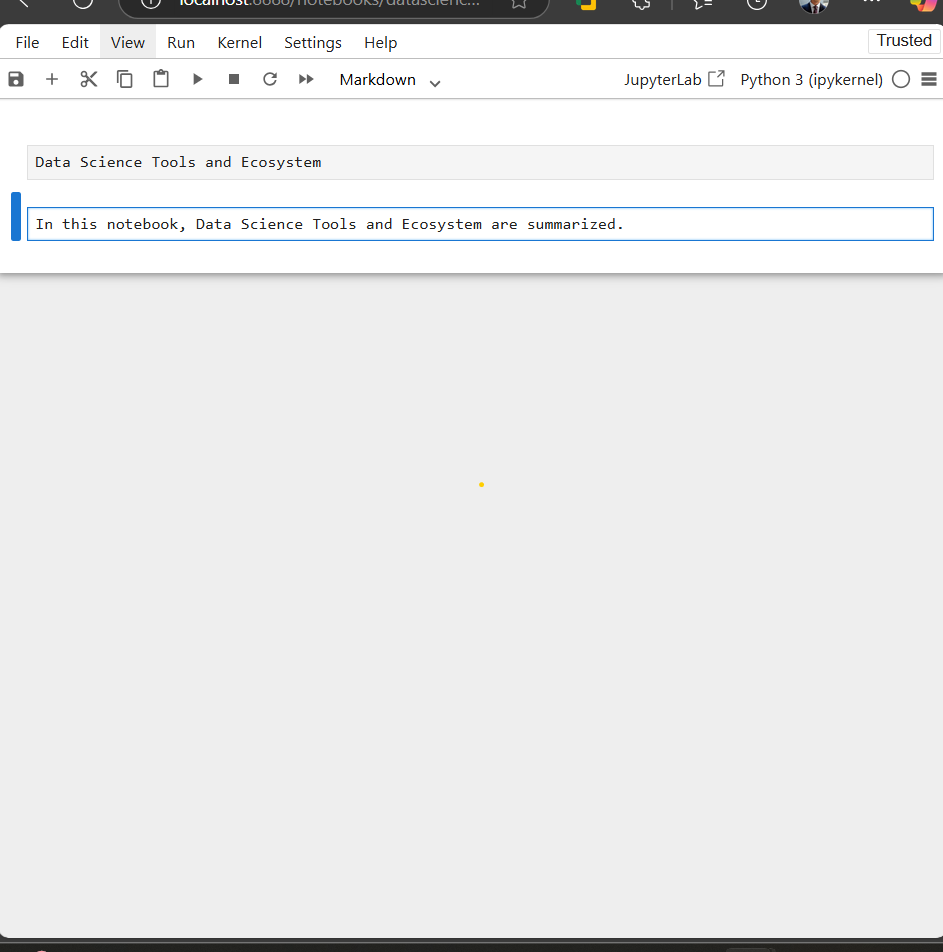 localhost:8888/notebooks/datascienc...
File Edit View Run Kernel Settings Help
Trusted
Markdown
JupyterLab
Python 3 (ipykernel)
Data Science Tools and Ecosystem
In this notebook, Data Science Tools and Ecosystem are summarized.